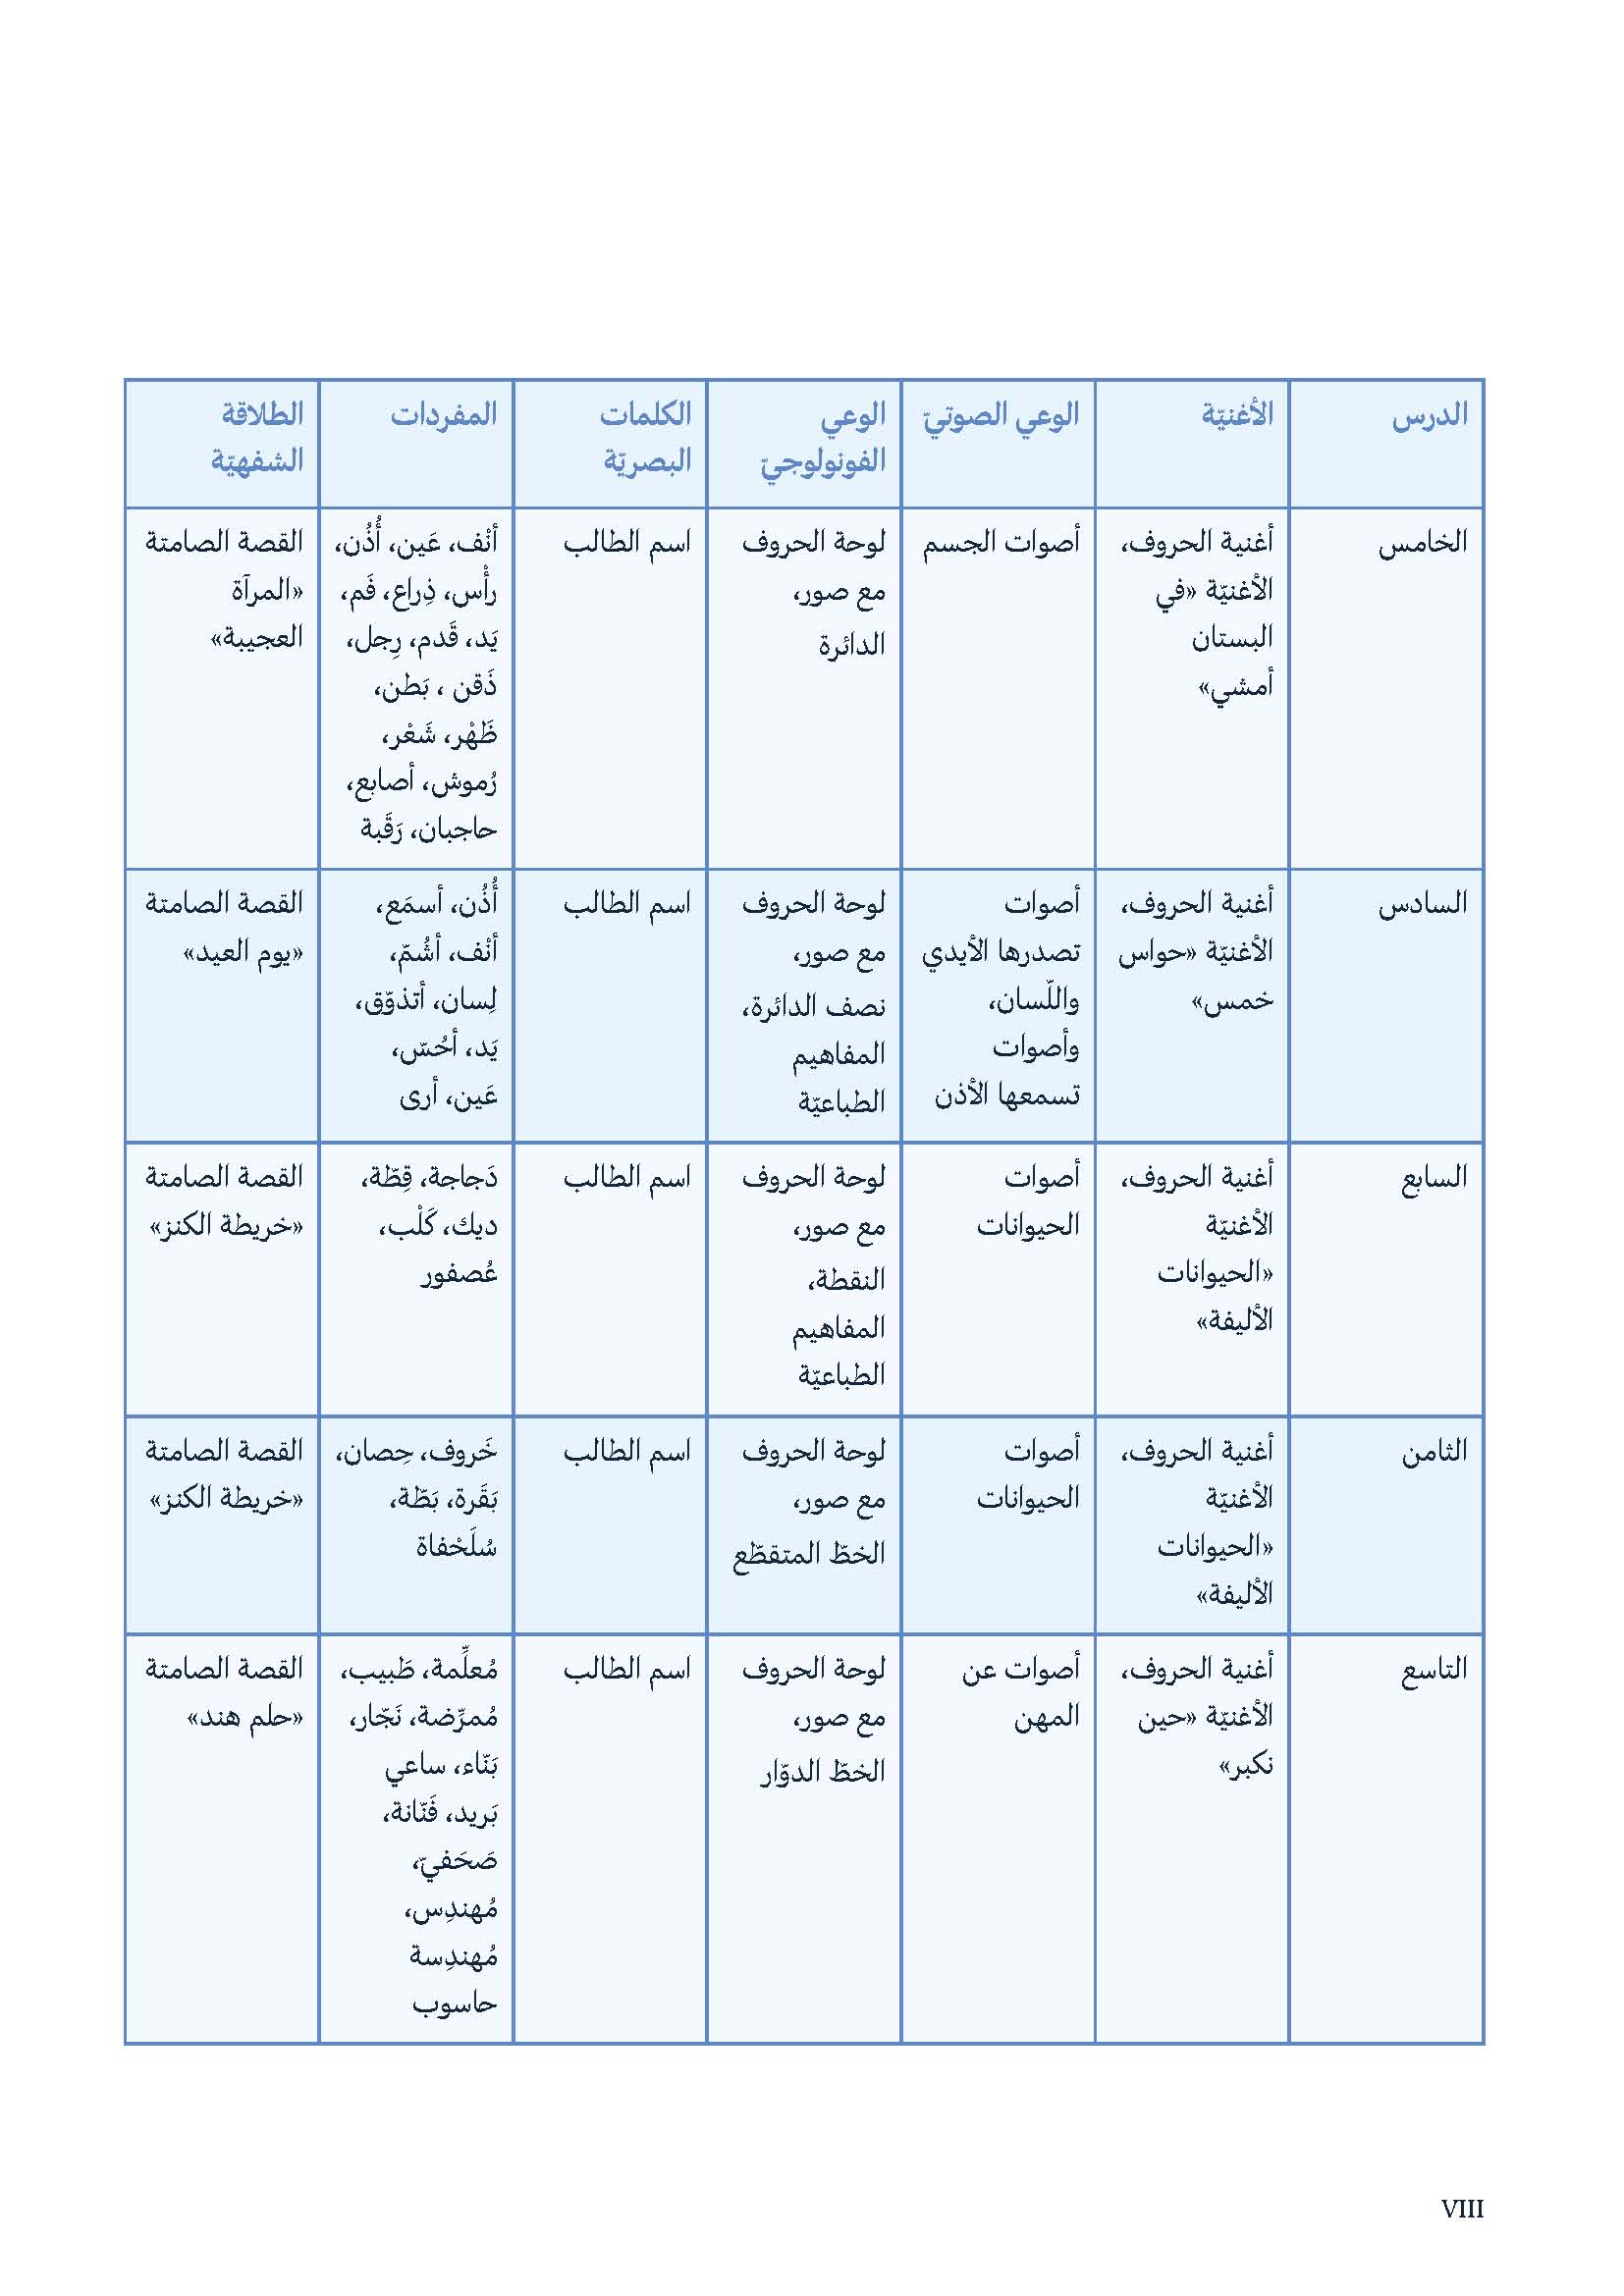 الدرس
الأغنيّة
الوعي الصوتيّ
الوعي
الفونولوجيّ
الكلمات
البصريّة
المفردات
الطلاقة
الشفهيّة
الخامس
أغنية الحروف،
الأغنيّة «في
البستان
أمشي»
أصوات الجسم
لوحة الحروف
مع صور،
الدائرة
اسم الطالب
أنْف، عَين، أُذُن،
رأْس، ذِراع، فَم،
يَد، قَدم، رِجل،
ذَقن ، بَطن،
ظَهْر، شَعْر،
رُموش، أصابع،
حاجبان، رَقَبة
القصة الصامتة
«المرآة
العجيبة»
السادس
أغنية الحروف،
الأغنيّة «حواس
خمس»
أصوات
تصدرها الأيدي
واللّسان،
وأصوات
تسمعها الأذن
لوحة الحروف
مع صور،
نصف الدائرة،
المفاهيم
الطباعيّة
اسم الطالب
أُذُن، أسمَع،
أنْف، أشُمّ،
لِسان، أتذوّق،
يَد، أحُسّ،
عَين، أرى
القصة الصامتة
«يوم العيد»
السابع
أغنية الحروف،
الأغنيّة
«الحيوانات
الأليفة»
أصوات
الحيوانات
لوحة الحروف
مع صور،
النقطة،
المفاهيم
الطباعيّة
اسم الطالب
دَجاجة، قِطّة،
ديك، كَلْب،
عُصفور
القصة الصامتة
«خريطة الكنز»
الثامن
أغنية الحروف،
الأغنيّة
«الحيوانات
الأليفة»
أصوات
الحيوانات
لوحة الحروف
مع صور،
الخطّ المتقطّع
اسم الطالب
خَروف، حِصان،
بَقَرة، بَطّة،
سُلَحْفاة
القصة الصامتة
«خريطة الكنز»
التاسع
أغنية الحروف،
الأغنيّة «حين
نكبر»
أصوات عن
المهن
لوحة الحروف
مع صور،
الخطّ الدوّار
اسم الطالب
مُعلِّمة، طَبيب،
مُمرِّضة، نَجّار،
بَنّاء، ساعي
بَريد، فَنّانة،
صَحَفيّ،
مُهندِس،
مُهندِسة
حاسوب
القصة الصامتة
«حلم هند»
VIII